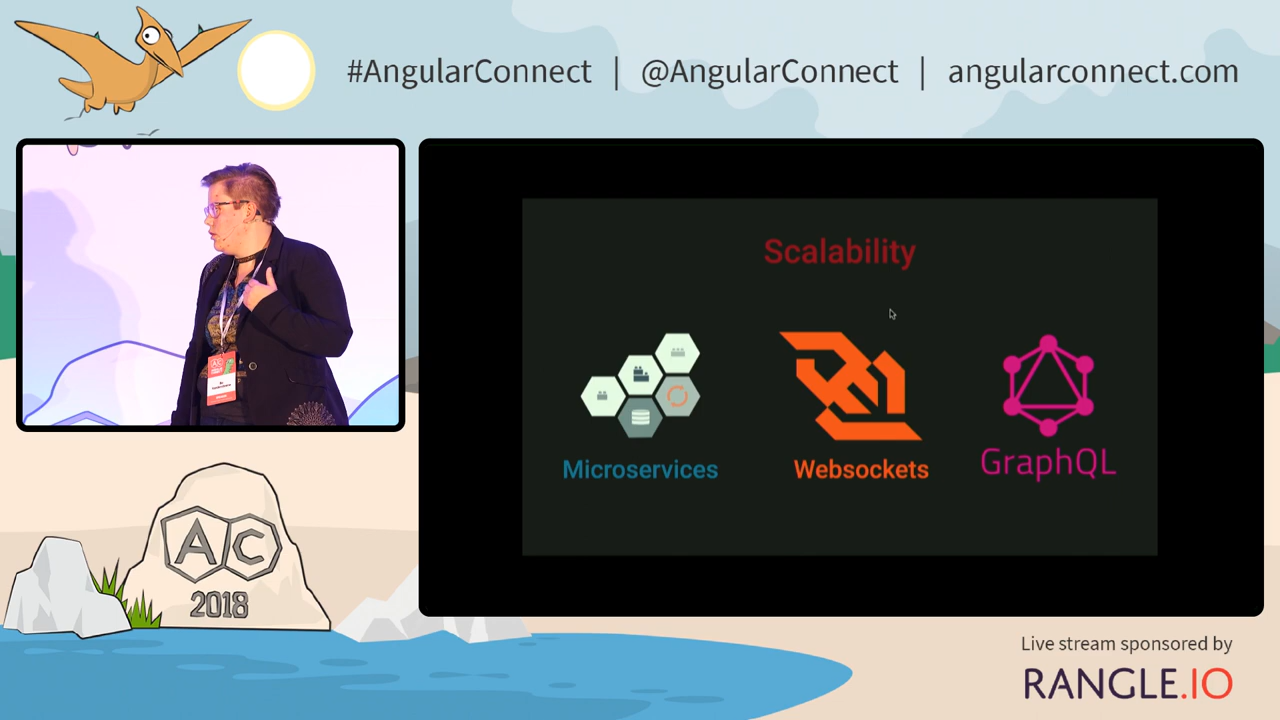 #AngularConnect | @AngularConnect | angularconnect.com
Scalability
Microservices
Websockets
GraphQL
AC
2018
Live stream sponsored by
RANGLE.IO